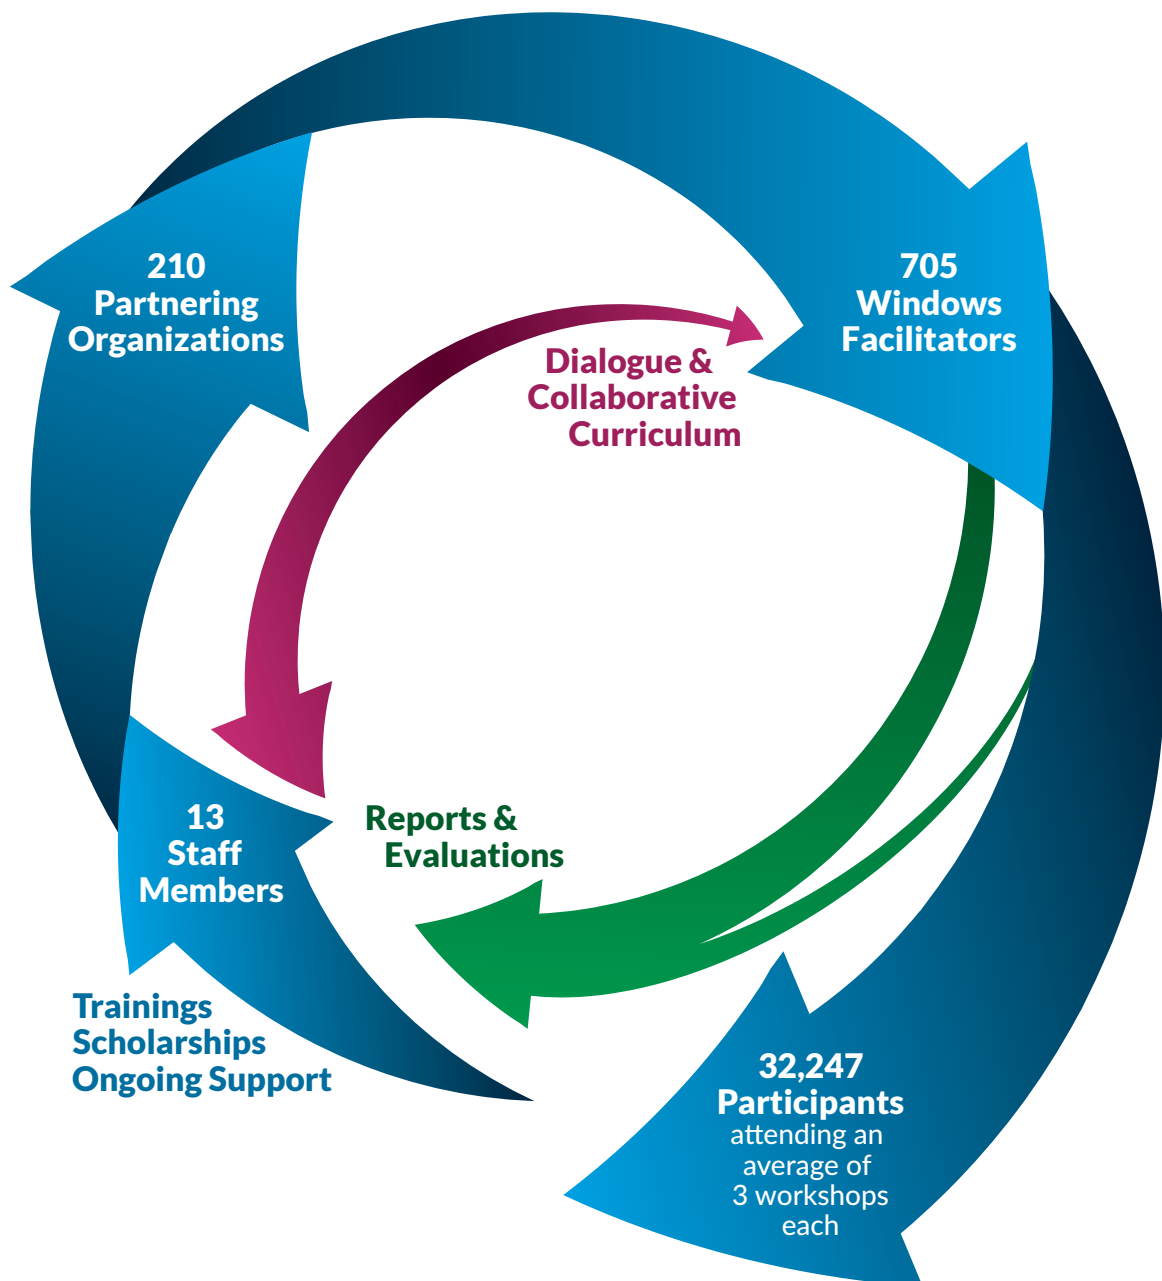 210
Partnering
Organizations
705
Windows
Facilitators
Dialogue &
Collaborative
Curriculum
13
Staff
Members
Reports &
Evaluations
Trainings
Scholarships
Ongoing Support
32,247
Participants
attending an
average of
3 workshops
each